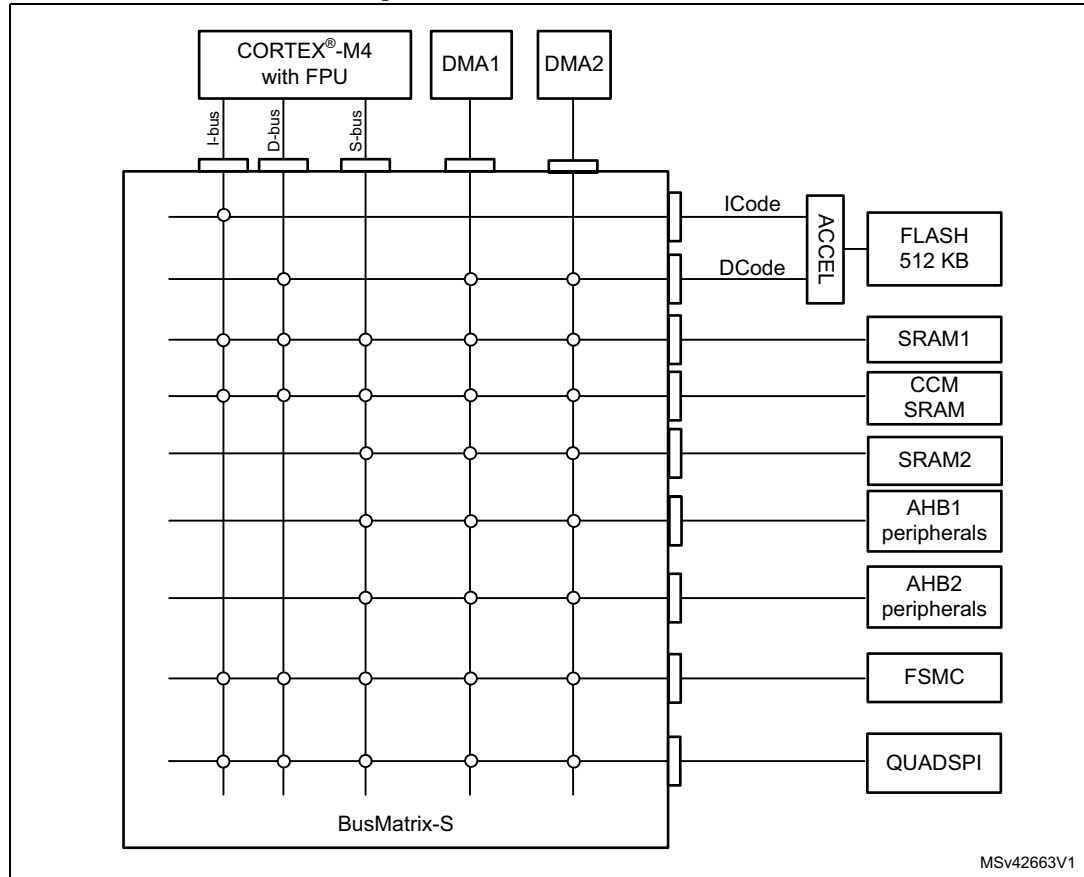 CORTEX®-M4
with FPU
DMA1
DMA2
I-bus
D-bus
S-bus
ICode
DCode
ACCEL
FLASH
512 KB
SRAM1
CCM
SRAM
SRAM2
AHB1
peripherals
AHB2
peripherals
FSMC
QUADSPI
BusMatrix-S
MSv42663V1